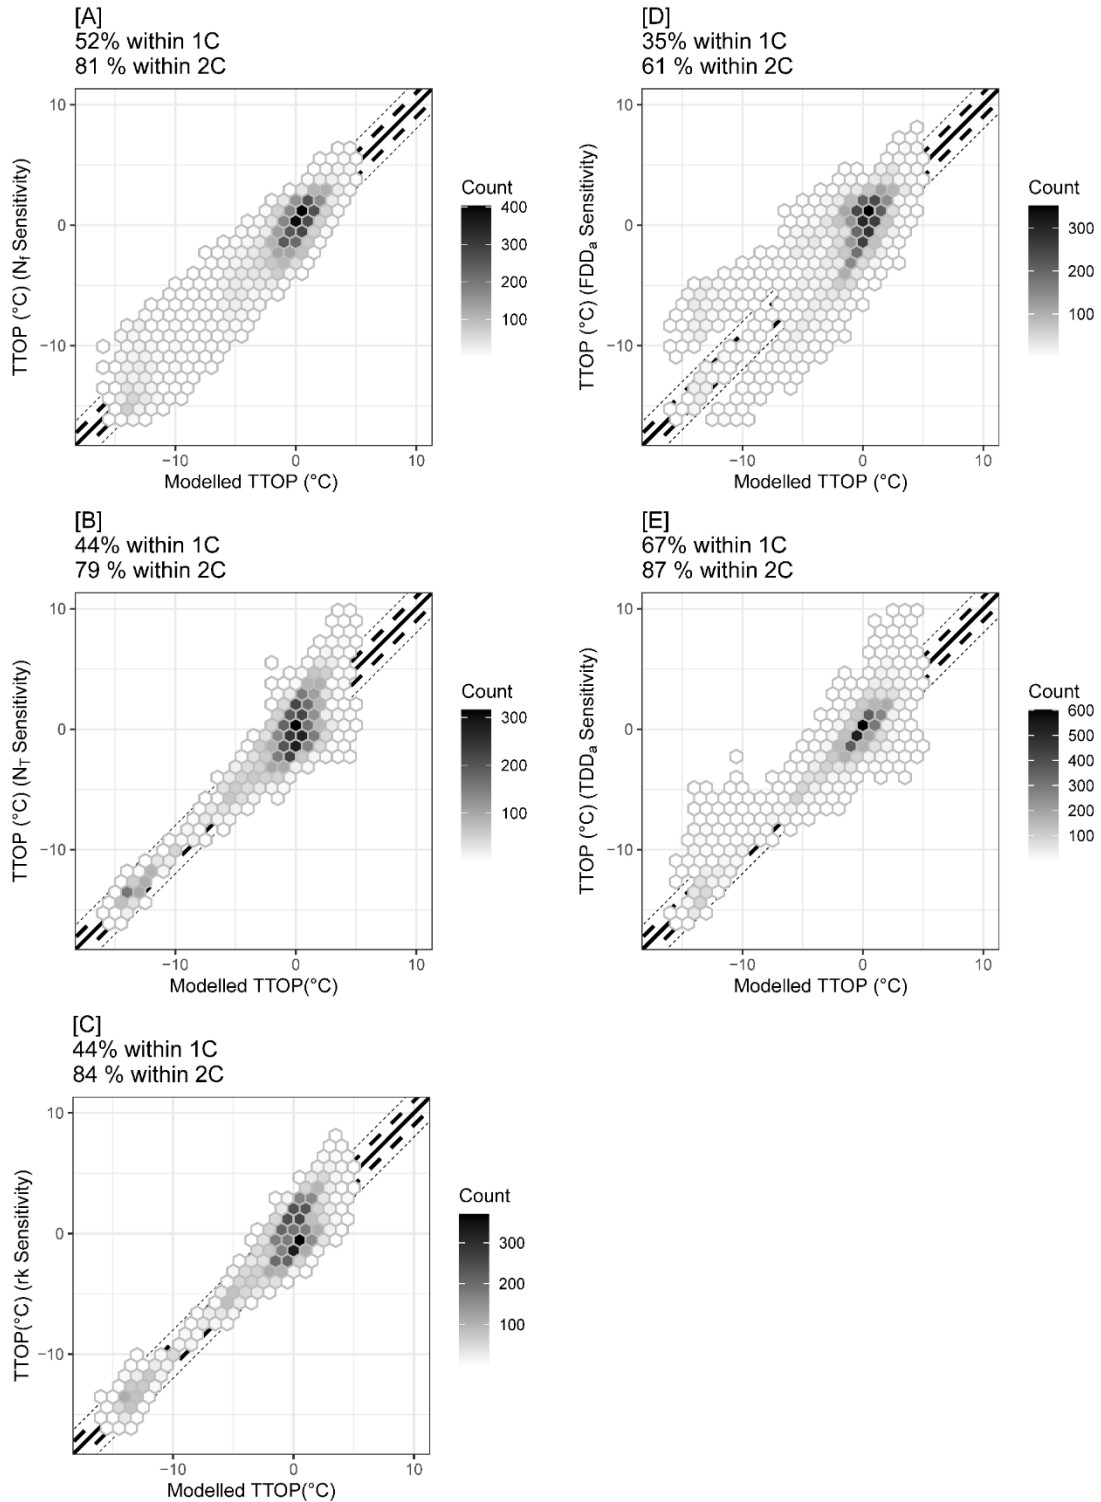 [A]
52% within 1C
81 % within 2C
TTOP (°C) (Nf Sensitivity)
10
0
−10
−10
0
10
Modelled TTOP (°C)
Count
400
300
200
100
[D]
35% within 1C
61 % within 2C
TTOP (°C) (FDDa Sensitivity)
10
0
−10
−10
0
10
Modelled TTOP (°C)
Count
300
200
100
[B]
44% within 1C
79 % within 2C
TTOP (°C) (NT Sensitivity)
10
0
−10
−10
0
10
Modelled TTOP(°C)
Count
300
200
100
[E]
67% within 1C
87 % within 2C
TTOP (°C) (TDDa Sensitivity)
10
0
−10
−10
0
10
Modelled TTOP (°C)
Count
600
500
400
300
200
100
[C]
44% within 1C
84 % within 2C
TTOP(°C) (rk Sensitivity)
10
0
−10
−10
0
10
Modelled TTOP(°C)
Count
300
200
100